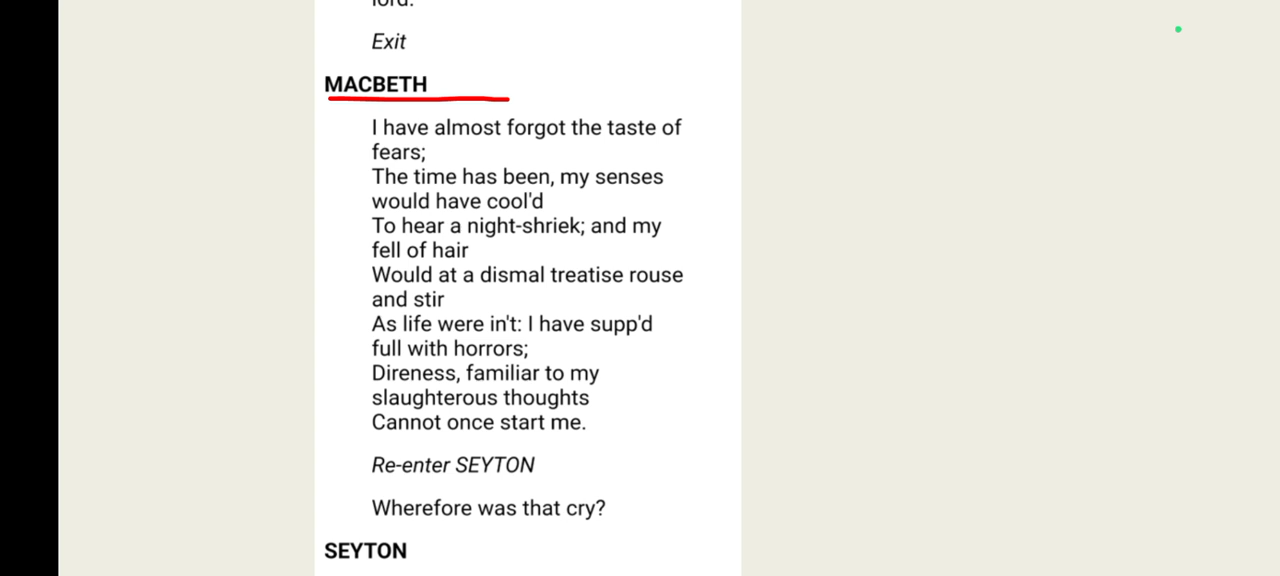 lord.
Exit
MACBETH
I have almost forgot the taste of
fears;
The time has been, my senses
would have cool'd
To hear a night-shriek; and my
fell of hair
Would at a dismal treatise rouse
and stir
As life were in't: I have supp'd
full with horrors;
Direness, familiar to my
slaughterous thoughts
Cannot once start me.
Re-enter SEYTON
Wherefore was that cry?
SEYTON